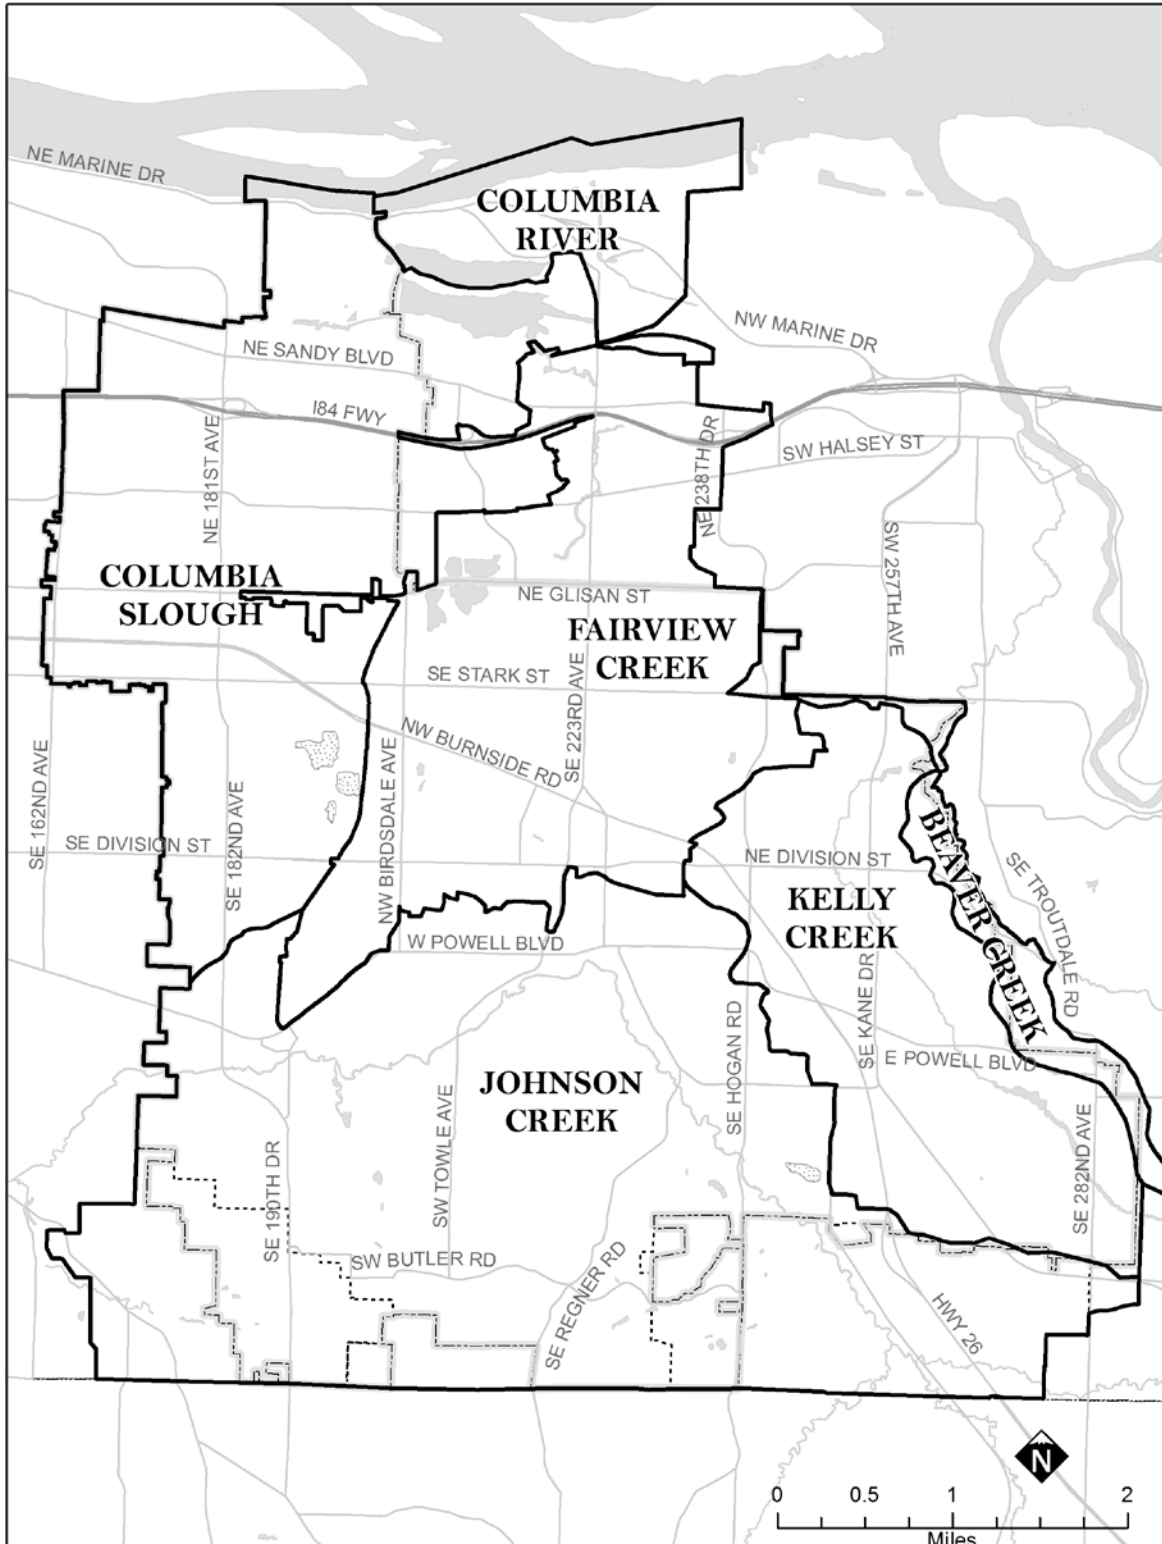 NE MARINE DR
COLUMBIA
RIVER
NW MARINE DR
NE SANDY BLVD
I84 FWY
NE 181ST AVE
NE 238TH DR
SW HALSEY ST
SW 257TH AVE
COLUMBIA
SLOUGH
NE GLISAN ST
FAIRVIEW
CREEK
SE STARK ST
SE 223RD AVE
NW BURNSIDE RD
NW BIRDSDALE AVE
SE 162ND AVE
SE 182ND AVE
SE DIVISION ST
NE DIVISION ST
BEAVER CREEK
SE TROUTDALE RD
KELLY
CREEK
W POWELL BLVD
SE KANE DR
SE HOGAN RD
E POWELL BLVD
JOHNSON
CREEK
SW TOWLE AVE
SE 190TH DR
SE 282ND AVE
SW BUTLER RD
SE REGNER RD
HWY 26
N
0 0.5 1 2
Miles